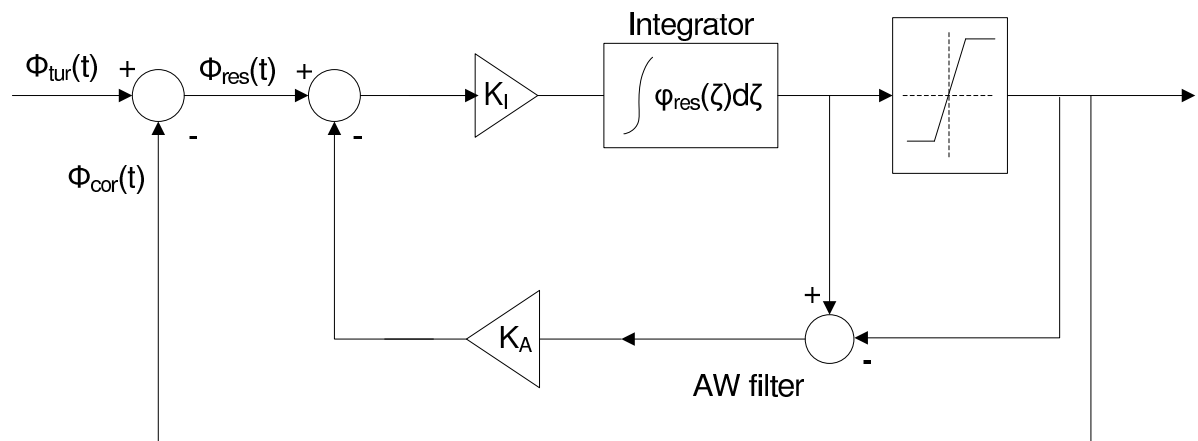 Integrator
Φtur(t)
+
Φres(t)
+
KI
∫ φres(ζ)dζ
-
-
Φcor(t)
+
KA
-
AW filter